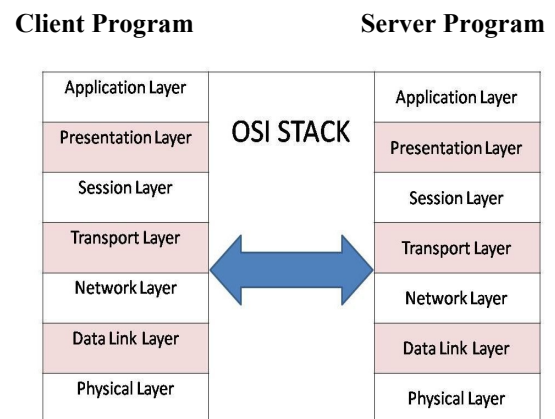 Client Program
Server Program
OSI STACK
Application Layer
Presentation Layer
Session Layer
Transport Layer
Network Layer
Data Link Layer
Physical Layer
Application Layer
Presentation Layer
Session Layer
Transport Layer
Network Layer
Data Link Layer
Physical Layer